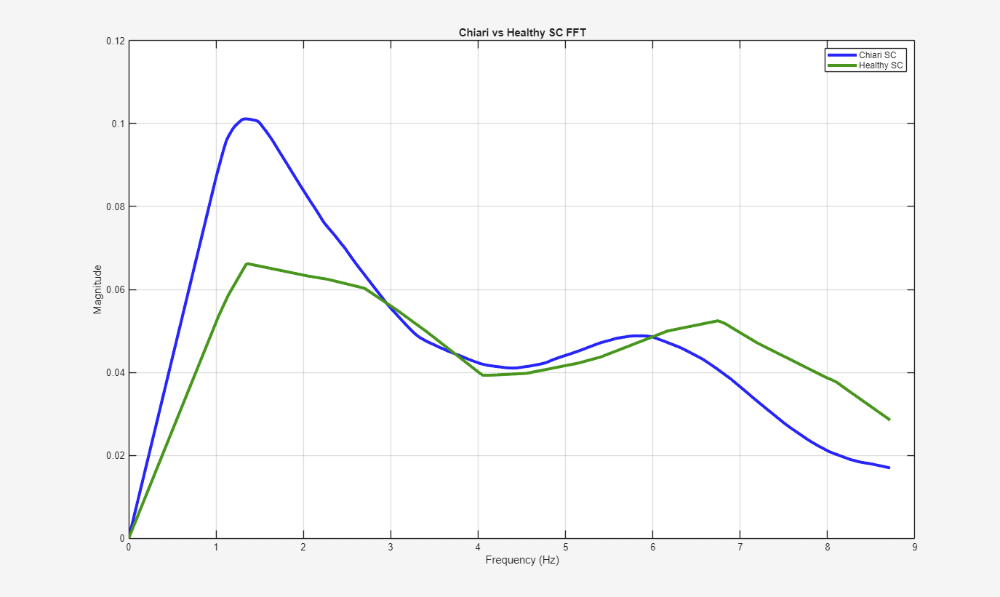 Chiari vs Healthy SC FFT
0.12
0.1
0.08
0.06
0.04
0.02
0
Magnitude
Chiari SC
Healthy SC
0 1 2 3 4 5 6 7 8 9
Frequency (Hz)